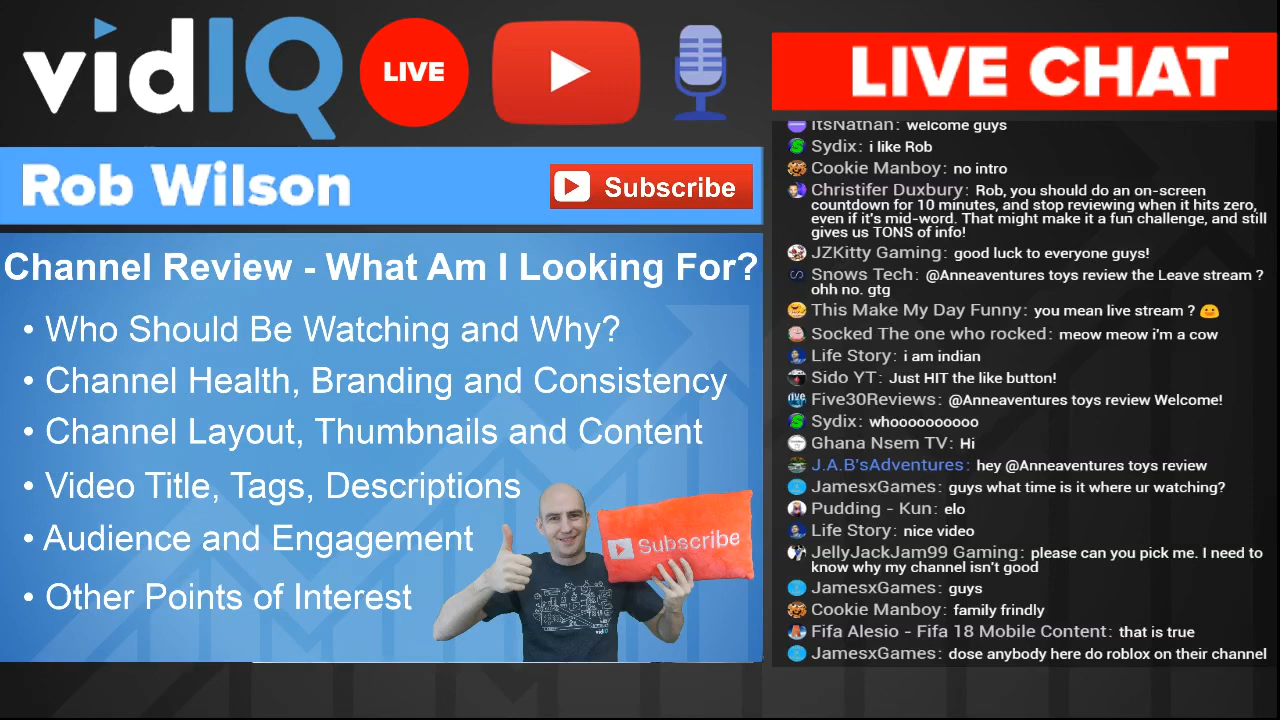 vidIQ
LIVE
Rob Wilson
Subscribe
Channel Review - What Am I Looking For?
• Who Should Be Watching and Why?
• Channel Health, Branding and Consistency
• Channel Layout, Thumbnails and Content
• Video Title, Tags, Descriptions
• Audience and Engagement
• Other Points of Interest
Subscribe
vidIQ
LIVE CHAT
ItsNathan: welcome guys
Sydix: i like Rob
Cookie Manboy: no intro
Christifer Duxbury: Rob, you should do an on-screen
countdown for 10 minutes, and stop reviewing when it hits zero,
even if it's mid-word. That might make it a fun challenge, and still
gives us TONS of info!
JZKitty Gaming: good luck to everyone guys!
Snows Tech: @Anneaventures toys review the Leave stream ?
ohh no. gtg
This Make My Day Funny: you mean live stream ?
Socked The one who rocked: meow meow i'm a cow
Life Story: i am indian
Sido YT: Just HIT the like button!
Five30Reviews: @Anneaventures toys review Welcome!
Sydix: whoooooooooo
Ghana Nsem TV: Hi
J.A.B'sAdventures: hey @Anneaventures toys review
JamesxGames: guys what time is it where ur watching?
Pudding - Kun: elo
Life Story: nice video
JellyJackJam99 Gaming: please can you pick me. I need to
know why my channel isn't good
JamesxGames: guys
Cookie Manboy: family frindly
Fifa Alesio - Fifa 18 Mobile Content: that is true
JamesxGames: dose anybody here do roblox on their channel